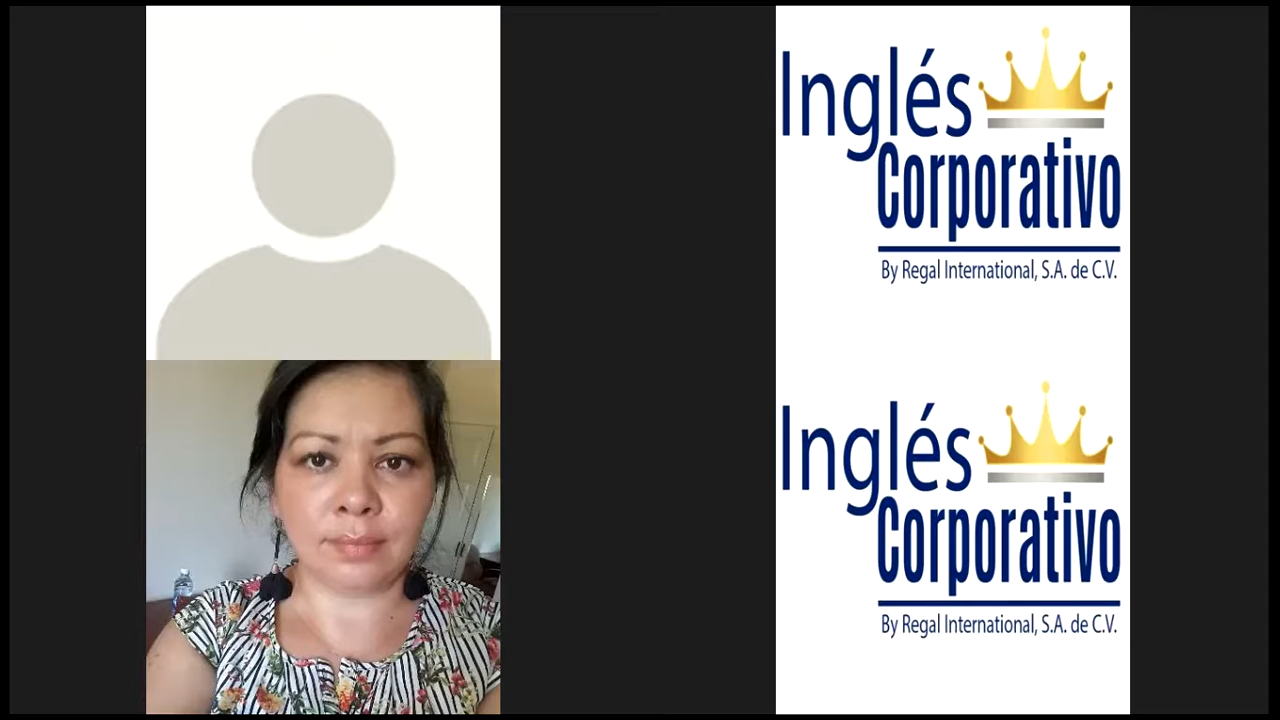 Inglés
Corporativo
By Regal International, S.A. de C.V.
Inglés
Corporativo
By Regal International, S.A. de C.V.